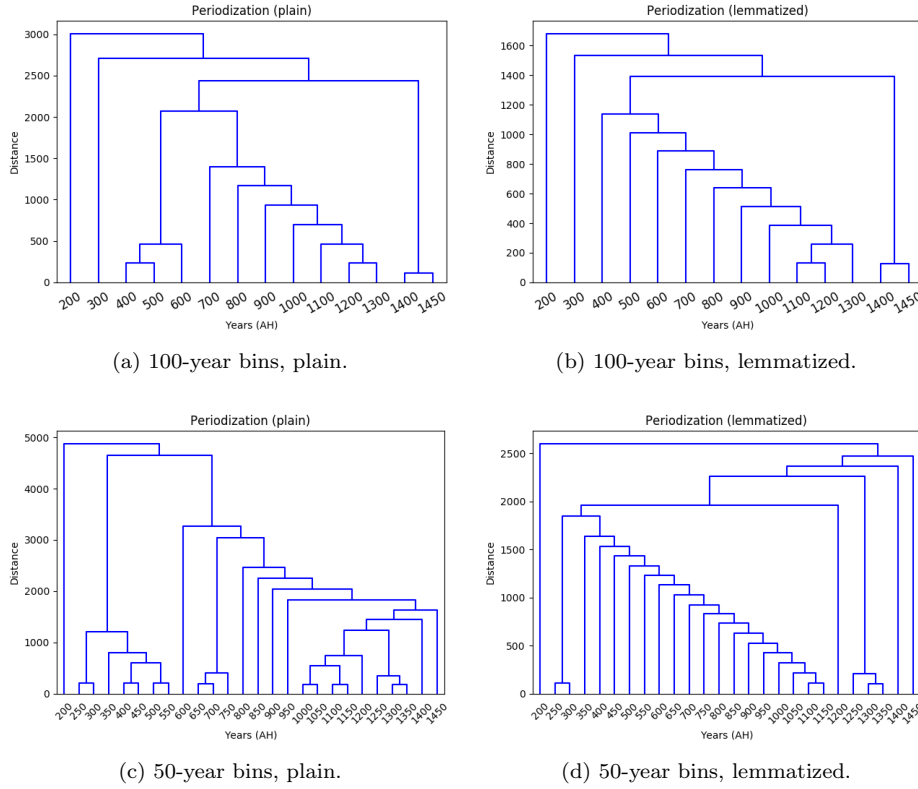 Periodization (plain)
3000
2500
2000
1500
1000
500
0
Distance
200 300 400 500 600 700 800 900 1000 1100 1200 1300 1400 1450
Years (AH)
(a) 100-year bins, plain.
Periodization (lemmatized)
1600
1400
1200
1000
800
600
400
200
0
Distance
200 300 400 500 600 700 800 900 1000 1100 1200 1300 1400 1450
Years (AH)
(b) 100-year bins, lemmatized.
Periodization (plain)
5000
4000
3000
2000
1000
0
Distance
200 250 300 350 400 450 500 550 600 650 700 750 800 850 900 950 1000 1050 1100 1150 1200 1250 1300 1350 1400 1450
Years (AH)
(c) 50-year bins, plain.
Periodization (lemmatized)
2500
2000
1500
1000
500
0
Distance
200 250 300 350 400 450 500 550 600 650 700 750 800 850 900 950 1000 1050 1100 1150 1200 1250 1300 1350 1400 1450
Years (AH)
(d) 50-year bins, lemmatized.